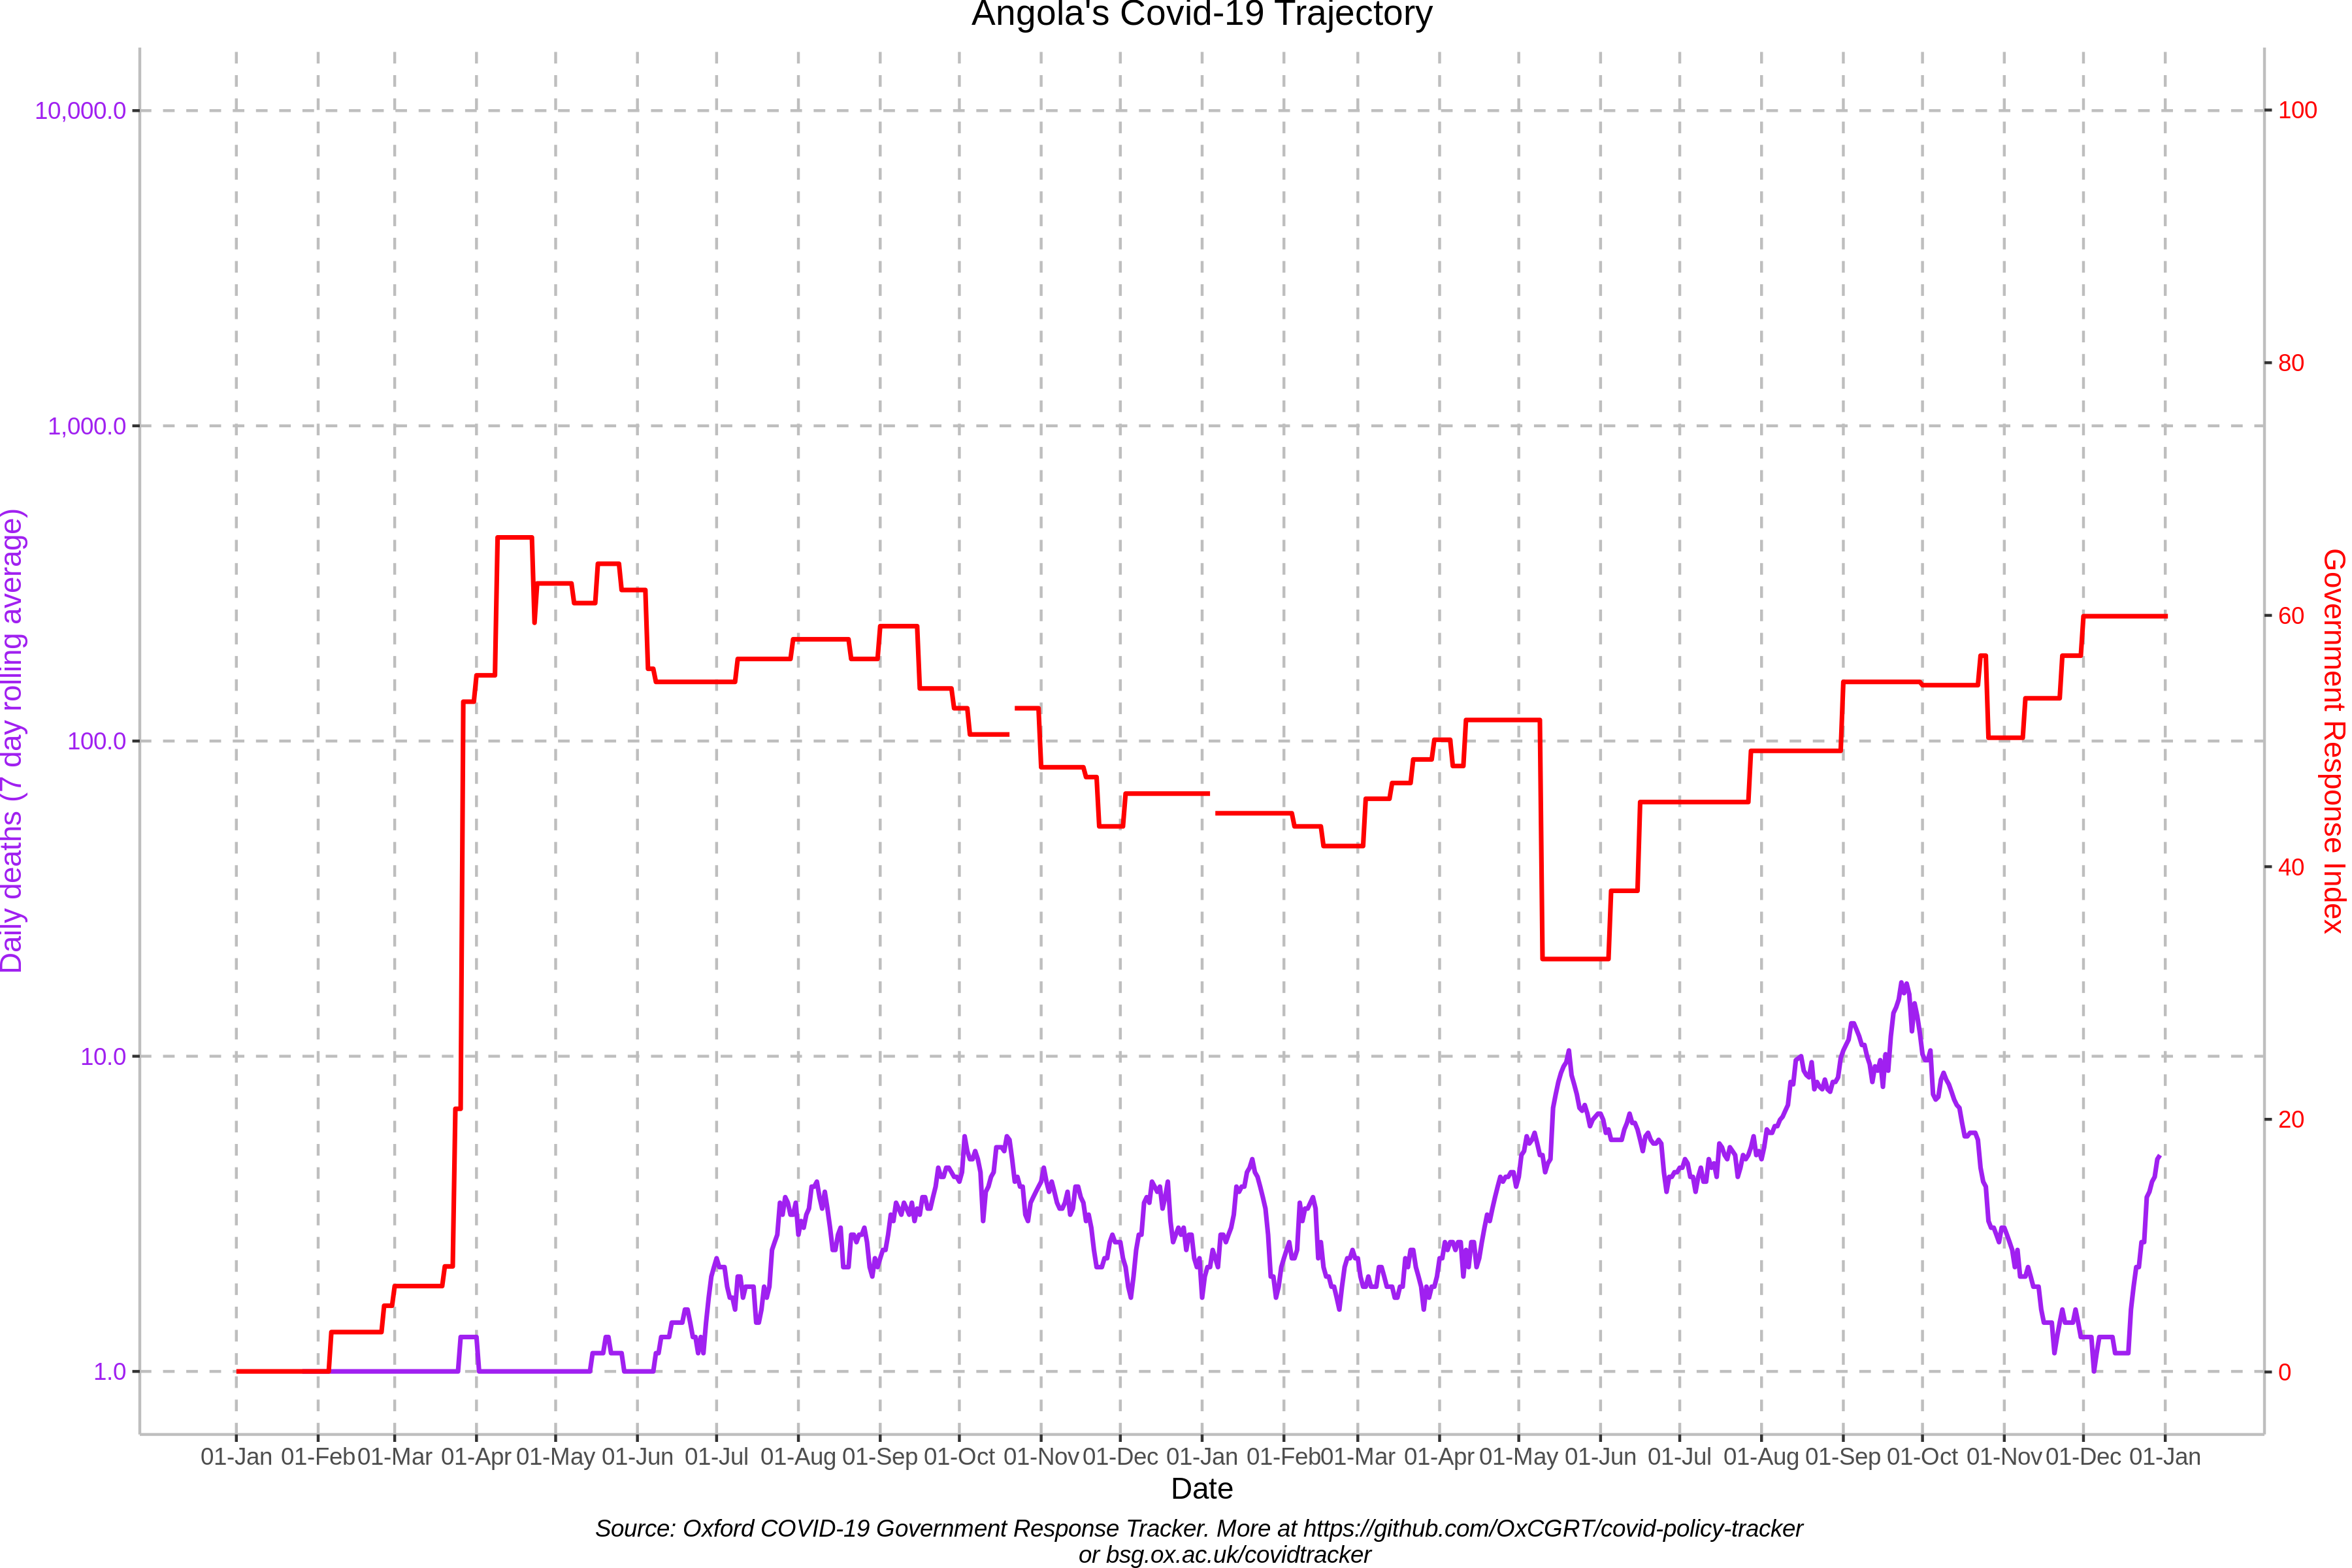 Angola's Covid-19 Trajectory
10,000.0
1,000.0
100.0
10.0
1.0
Daily deaths (7 day rolling average)
100
80
60
40
20
0
Government Response Index
01-Jan 01-Feb 01-Mar 01-Apr 01-May 01-Jun 01-Jul 01-Aug 01-Sep 01-Oct 01-Nov 01-Dec 01-Jan 01-Feb 01-Mar 01-Apr 01-May 01-Jun 01-Jul 01-Aug 01-Sep 01-Oct 01-Nov 01-Dec 01-Jan
Date
Source: Oxford COVID-19 Government Response Tracker. More at https://github.com/OxCGRT/covid-policy-tracker
or bsg.ox.ac.uk/covidtracker